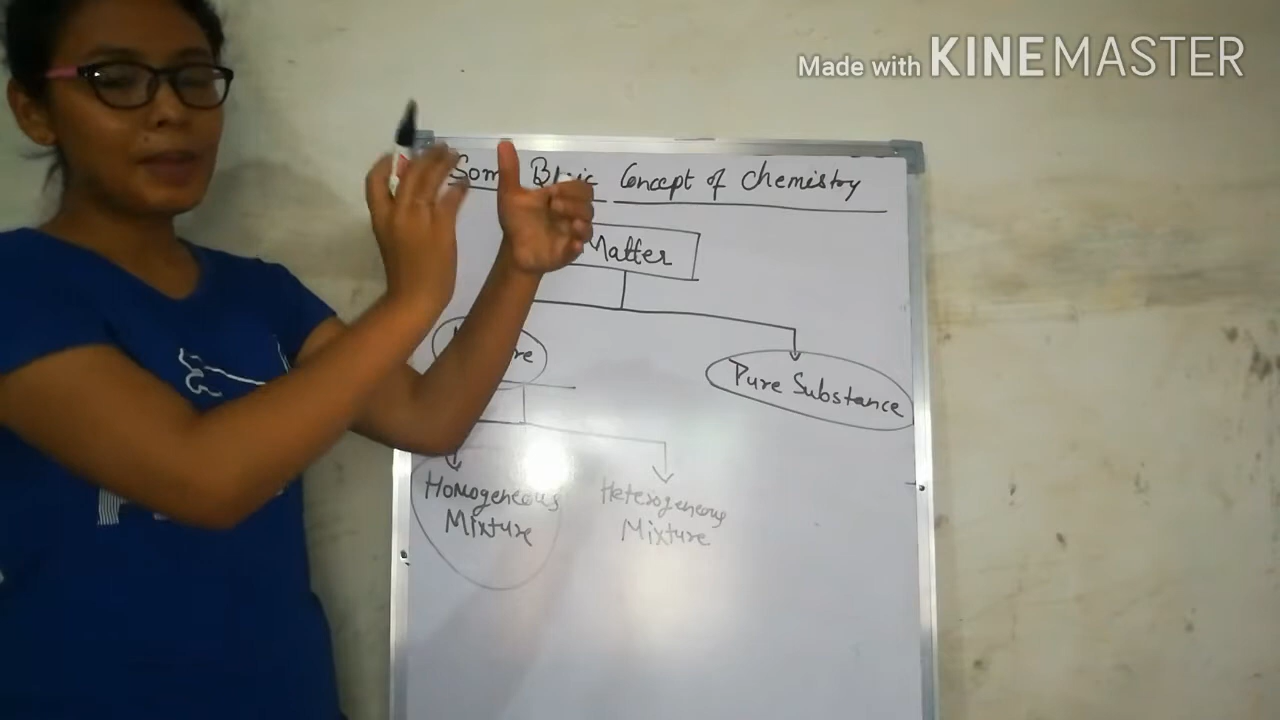 Made with KINEMASTER
Concept of Chemistry
Matter
Pure Substance
Homogeneous
Mixture
Heterogeneous
Mixture